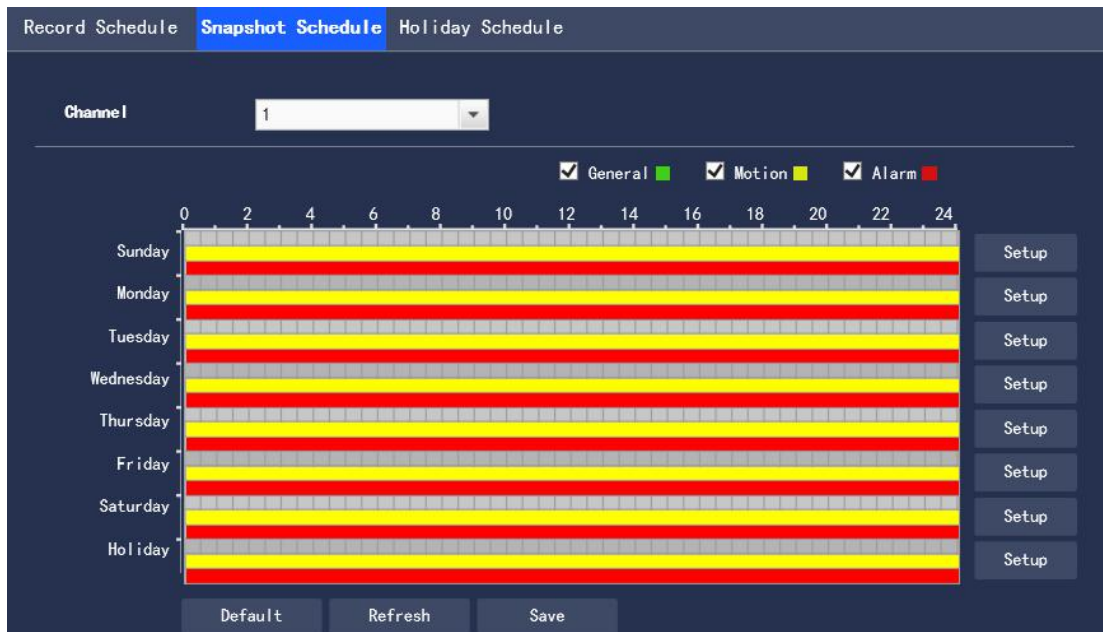 Record Schedule Snapshot Schedule Holiday Schedule
Channel 1
General Motion Alarm
0 2 4 6 8 10 12 14 16 18 20 22 24
Sunday Setup
Monday Setup
Tuesday Setup
Wednesday Setup
Thursday Setup
Friday Setup
Saturday Setup
Holiday Setup
Default Refresh Save